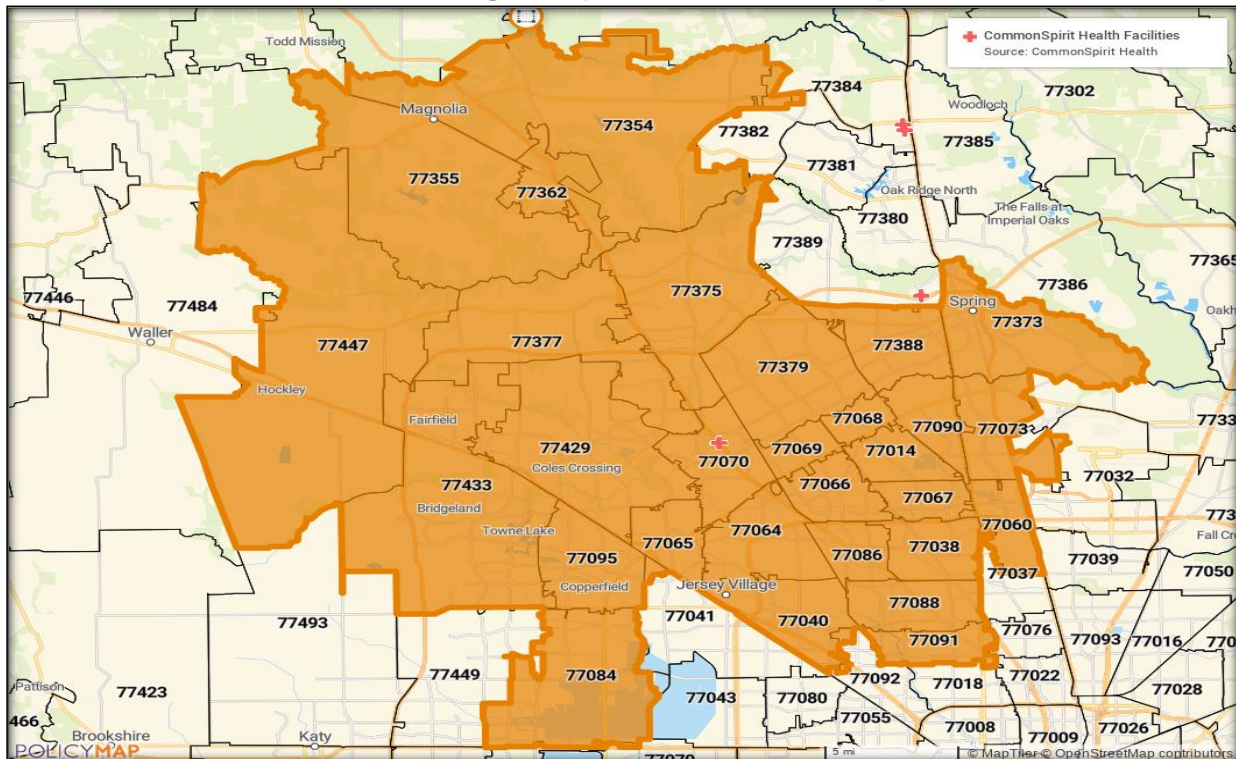 CommonSpirit Health Facilities
Source: CommonSpirit Health
Todd Mission
77384
77302
Woodloch
Magnolia
77354
77382
77385
77381
77355
77362
Oak Ridge North
The Falls at
Imperial Oaks
77380
77389
77365
77446
77484
77375
77386
Waller
Spring
77447
77377
77388
77373
77379
Hockley
Fairfield
77068
77090
77073
77429
77070
77069
77014
Coles Crossing
77032
77433
77066
77067
Bridgeland
Towne Lake
77064
77060
77065
77095
77086
77038
Fall
77039
77037
77050
Copperfield
Jersey Village
77088
77493
77041
77040
77091
77076
77093
77016
77449
77084
77092
77018
77022
Pattison
77423
77043
77080
77028
77055
466
77008
77009
77026
Brookshire
Katy
POLICYMAP
5 mi
© MapTiler © OpenStreetMap contributors